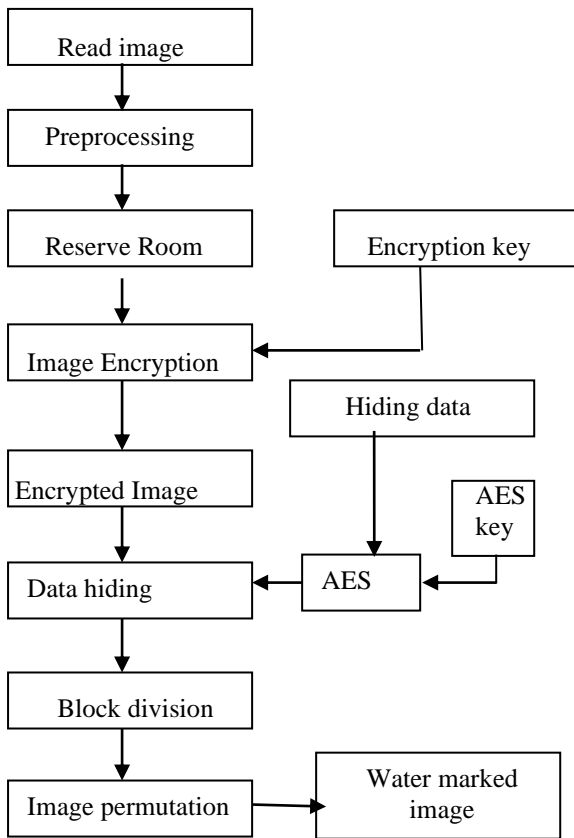 Read image
Preprocessing
Reserve Room
Encryption key
Image Encryption
Hiding data
Encrypted Image
AES
key
AES
Data hiding
Block division
Image permutation
Water marked
image